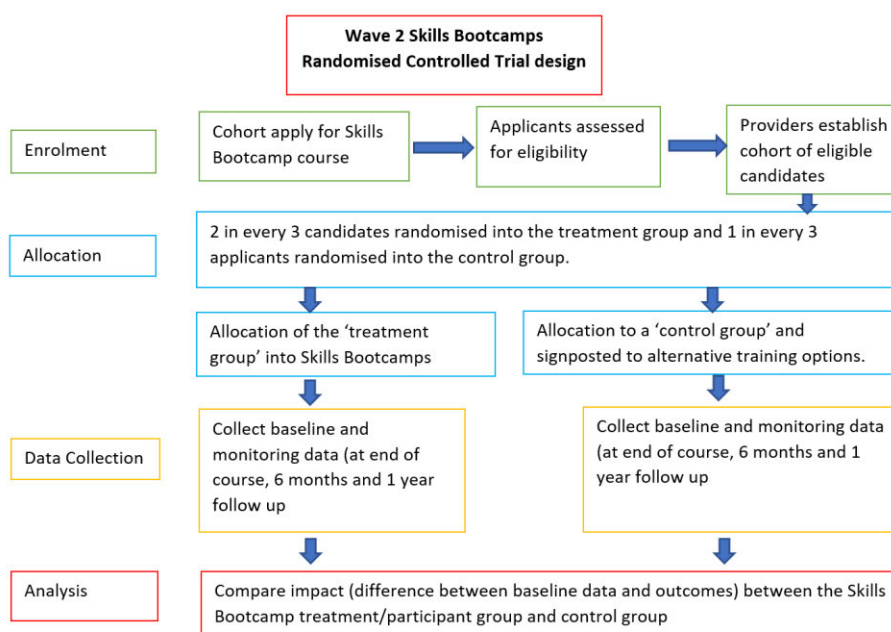 Wave 2 Skills Bootcamps
Randomised Controlled Trial design
Enrolment
Cohort apply for Skills
Bootcamp course
Applicants assessed
for eligibility
Providers establish
cohort of eligible
candidates
Allocation
2 in every 3 candidates randomised into the treatment group and 1 in every 3
applicants randomised into the control group.
Allocation of the ‘treatment
group’ into Skills Bootcamps
Allocation to a ‘control group’ and
signposted to alternative training options.
Data Collection
Collect baseline and
monitoring data (at end of
course, 6 months and 1 year
follow up
Collect baseline and monitoring data
(at end of course, 6 months and 1
year follow up
Analysis
Compare impact (difference between baseline data and outcomes) between the Skills
Bootcamp treatment/participant group and control group